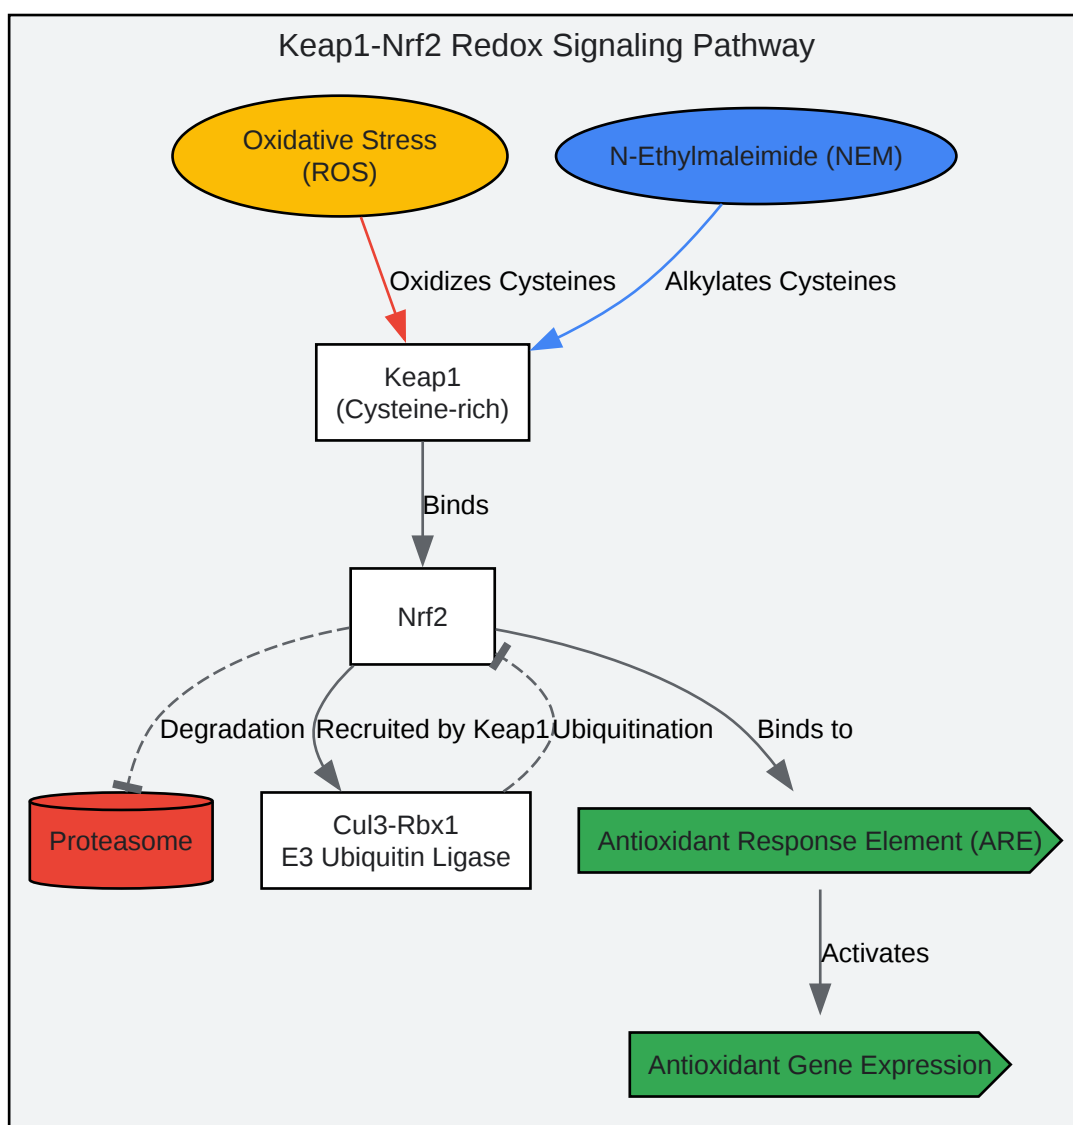 Keap1-Nrf2 Redox Signaling Pathway
Oxidative Stress
(ROS)
N-Ethylmaleimide (NEM)
Oxidizes Cysteines
Alkylates Cysteines
Keap1
(Cysteine-rich)
Binds
Nrf2
Degradation
Recruited by Keap1
Ubiquitination
Binds to
Proteasome
Cul3-Rbx1
E3 Ubiquitin Ligase
Antioxidant Response Element (ARE)
Activates
Antioxidant Gene Expression